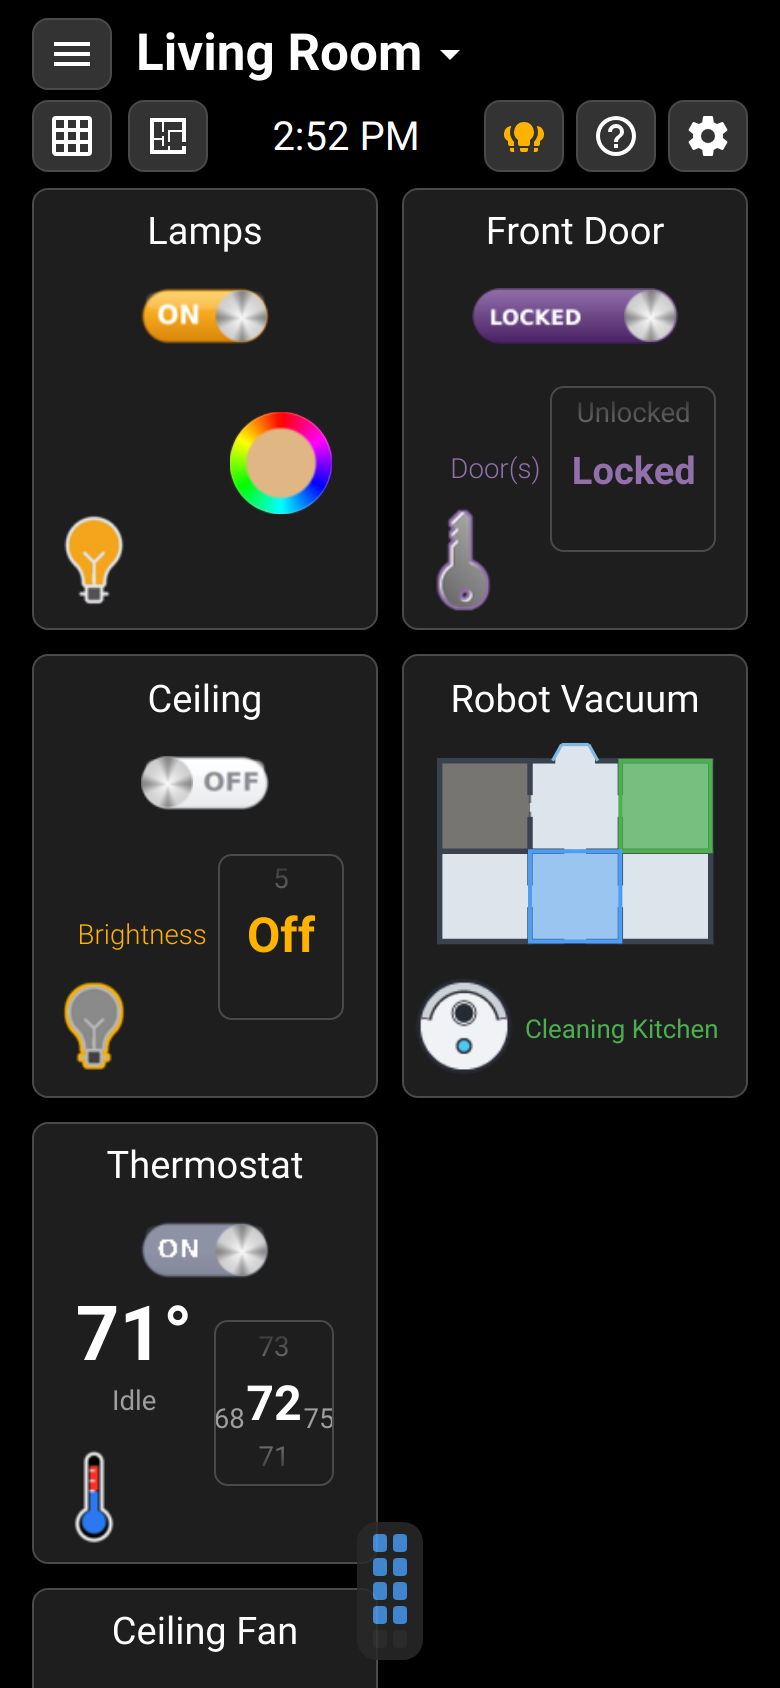 Living Room
2:52 PM
Lamps
ON
Front Door
LOCKED
Unlocked
Door(s)
Locked
Ceiling
OFF
5
Brightness
Off
Robot Vacuum
Cleaning Kitchen
Thermostat
ON
71°
Idle
73
68 72 75
71
Ceiling Fan